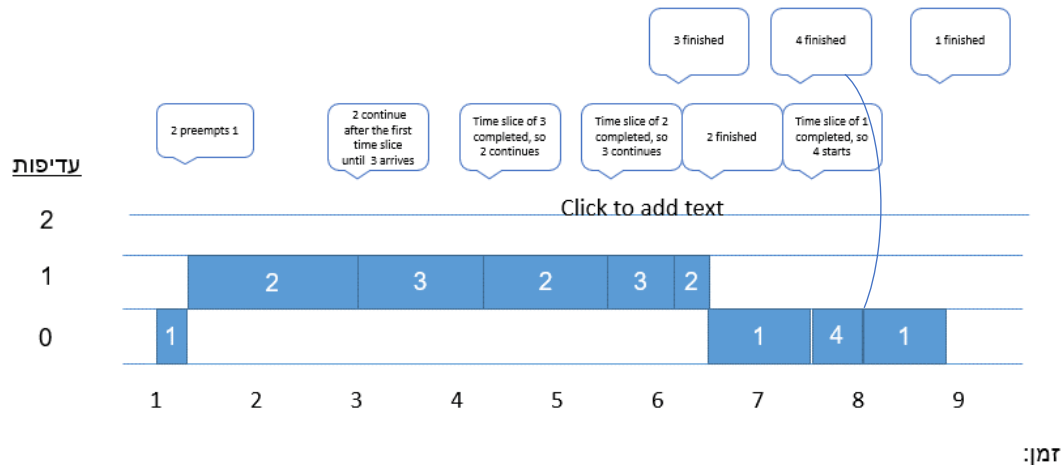 3 finished
4 finished
1 finished
2 preempts 1
2 continue
after the first
time slice
until 3 arrives
Time slice of 3
completed, so
2 continues
Time slice of 2
completed, so
3 continues
2 finished
Time slice of 1
completed, so
4 starts
עדיפות
2
Click to add text
1
2
3
2
3
2
0
1
1
4
1
1
2
3
4
5
6
7
8
9
זמן: